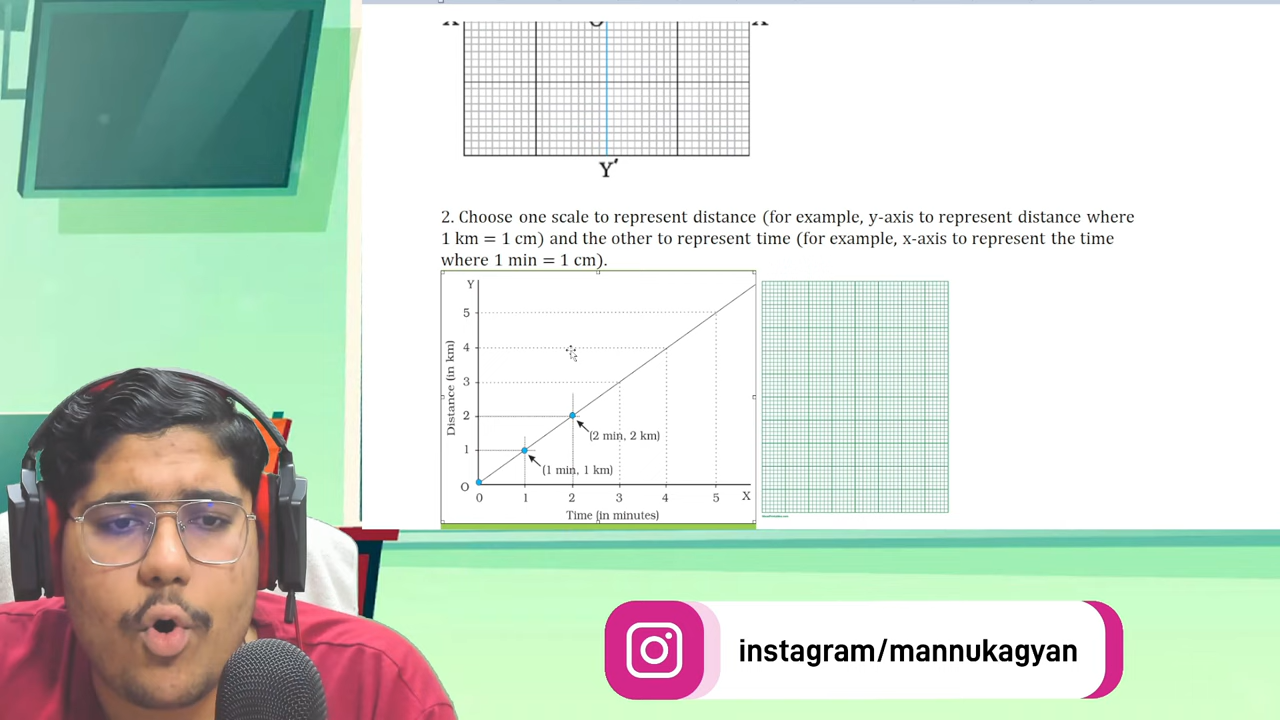 Y′
2. Choose one scale to represent distance (for example, y-axis to represent distance where
1 km = 1 cm) and the other to represent time (for example, x-axis to represent the time
where 1 min = 1 cm).
Y
5
4
3
2
1
O
Distance (in km)
(2 min, 2 km)
(1 min, 1 km)
0 1 2 3 4 5 X
Time (in minutes)
instagram/mannukagyan